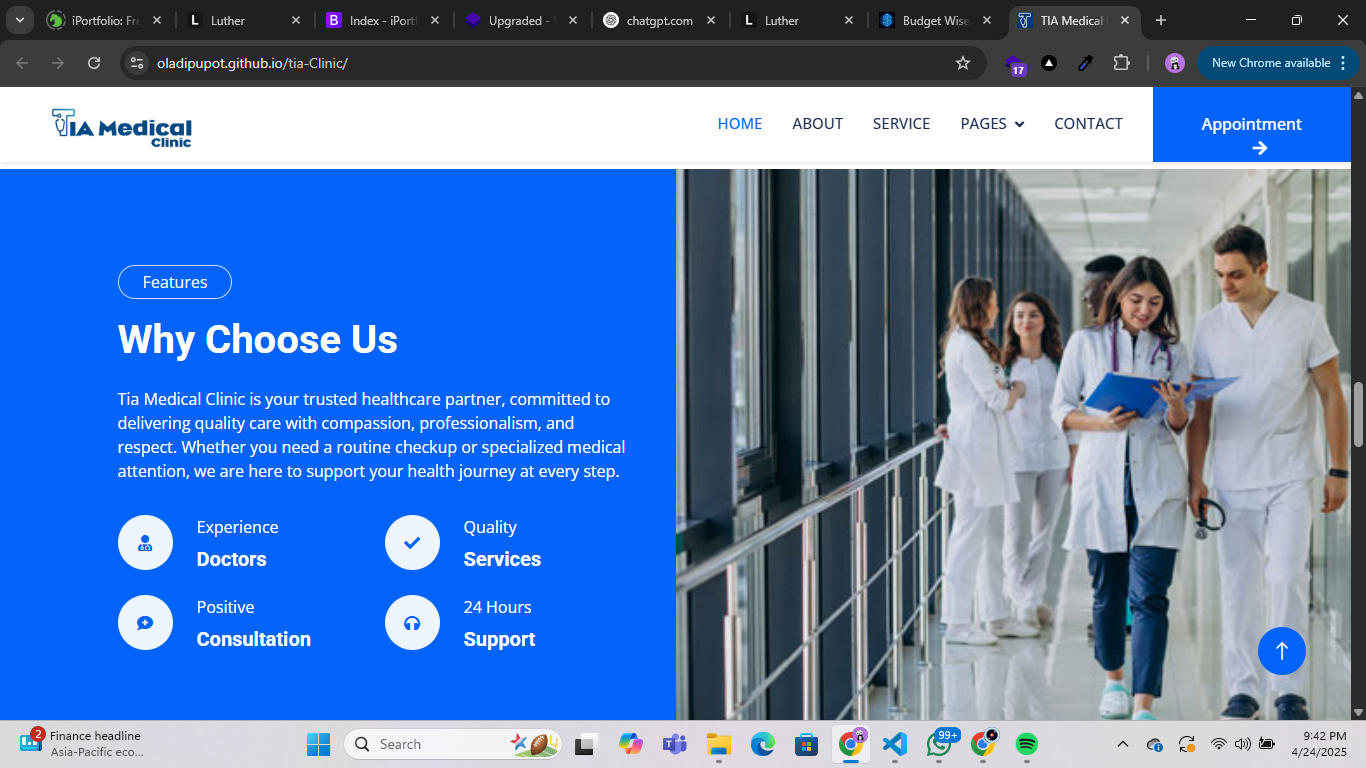 iPortfolio: Fre
Luther
Index - iPortf
Upgraded -
chatgpt.com
Luther
Budget Wise
TIA Medical
oladipupot.github.io/tia-Clinic/
17
New Chrome available
TIA Medical
Clinic
HOME
ABOUT
SERVICE
PAGES
CONTACT
Appointment
Features
Why Choose Us
Tia Medical Clinic is your trusted healthcare partner, committed to
delivering quality care with compassion, professionalism, and
respect. Whether you need a routine checkup or specialized medical
attention, we are here to support your health journey at every step.
Experience
Doctors
Quality
Services
Positive
Consultation
24 Hours
Support
2
Finance headline
Asia-Pacific eco...
Search
99+
9:42 PM
4/24/2025